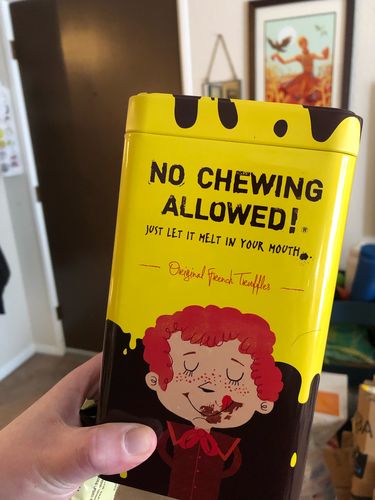 NO CHEWING
ALLOWED!®
JUST LET IT MELT IN YOUR MOUTH...
Original French Truffles